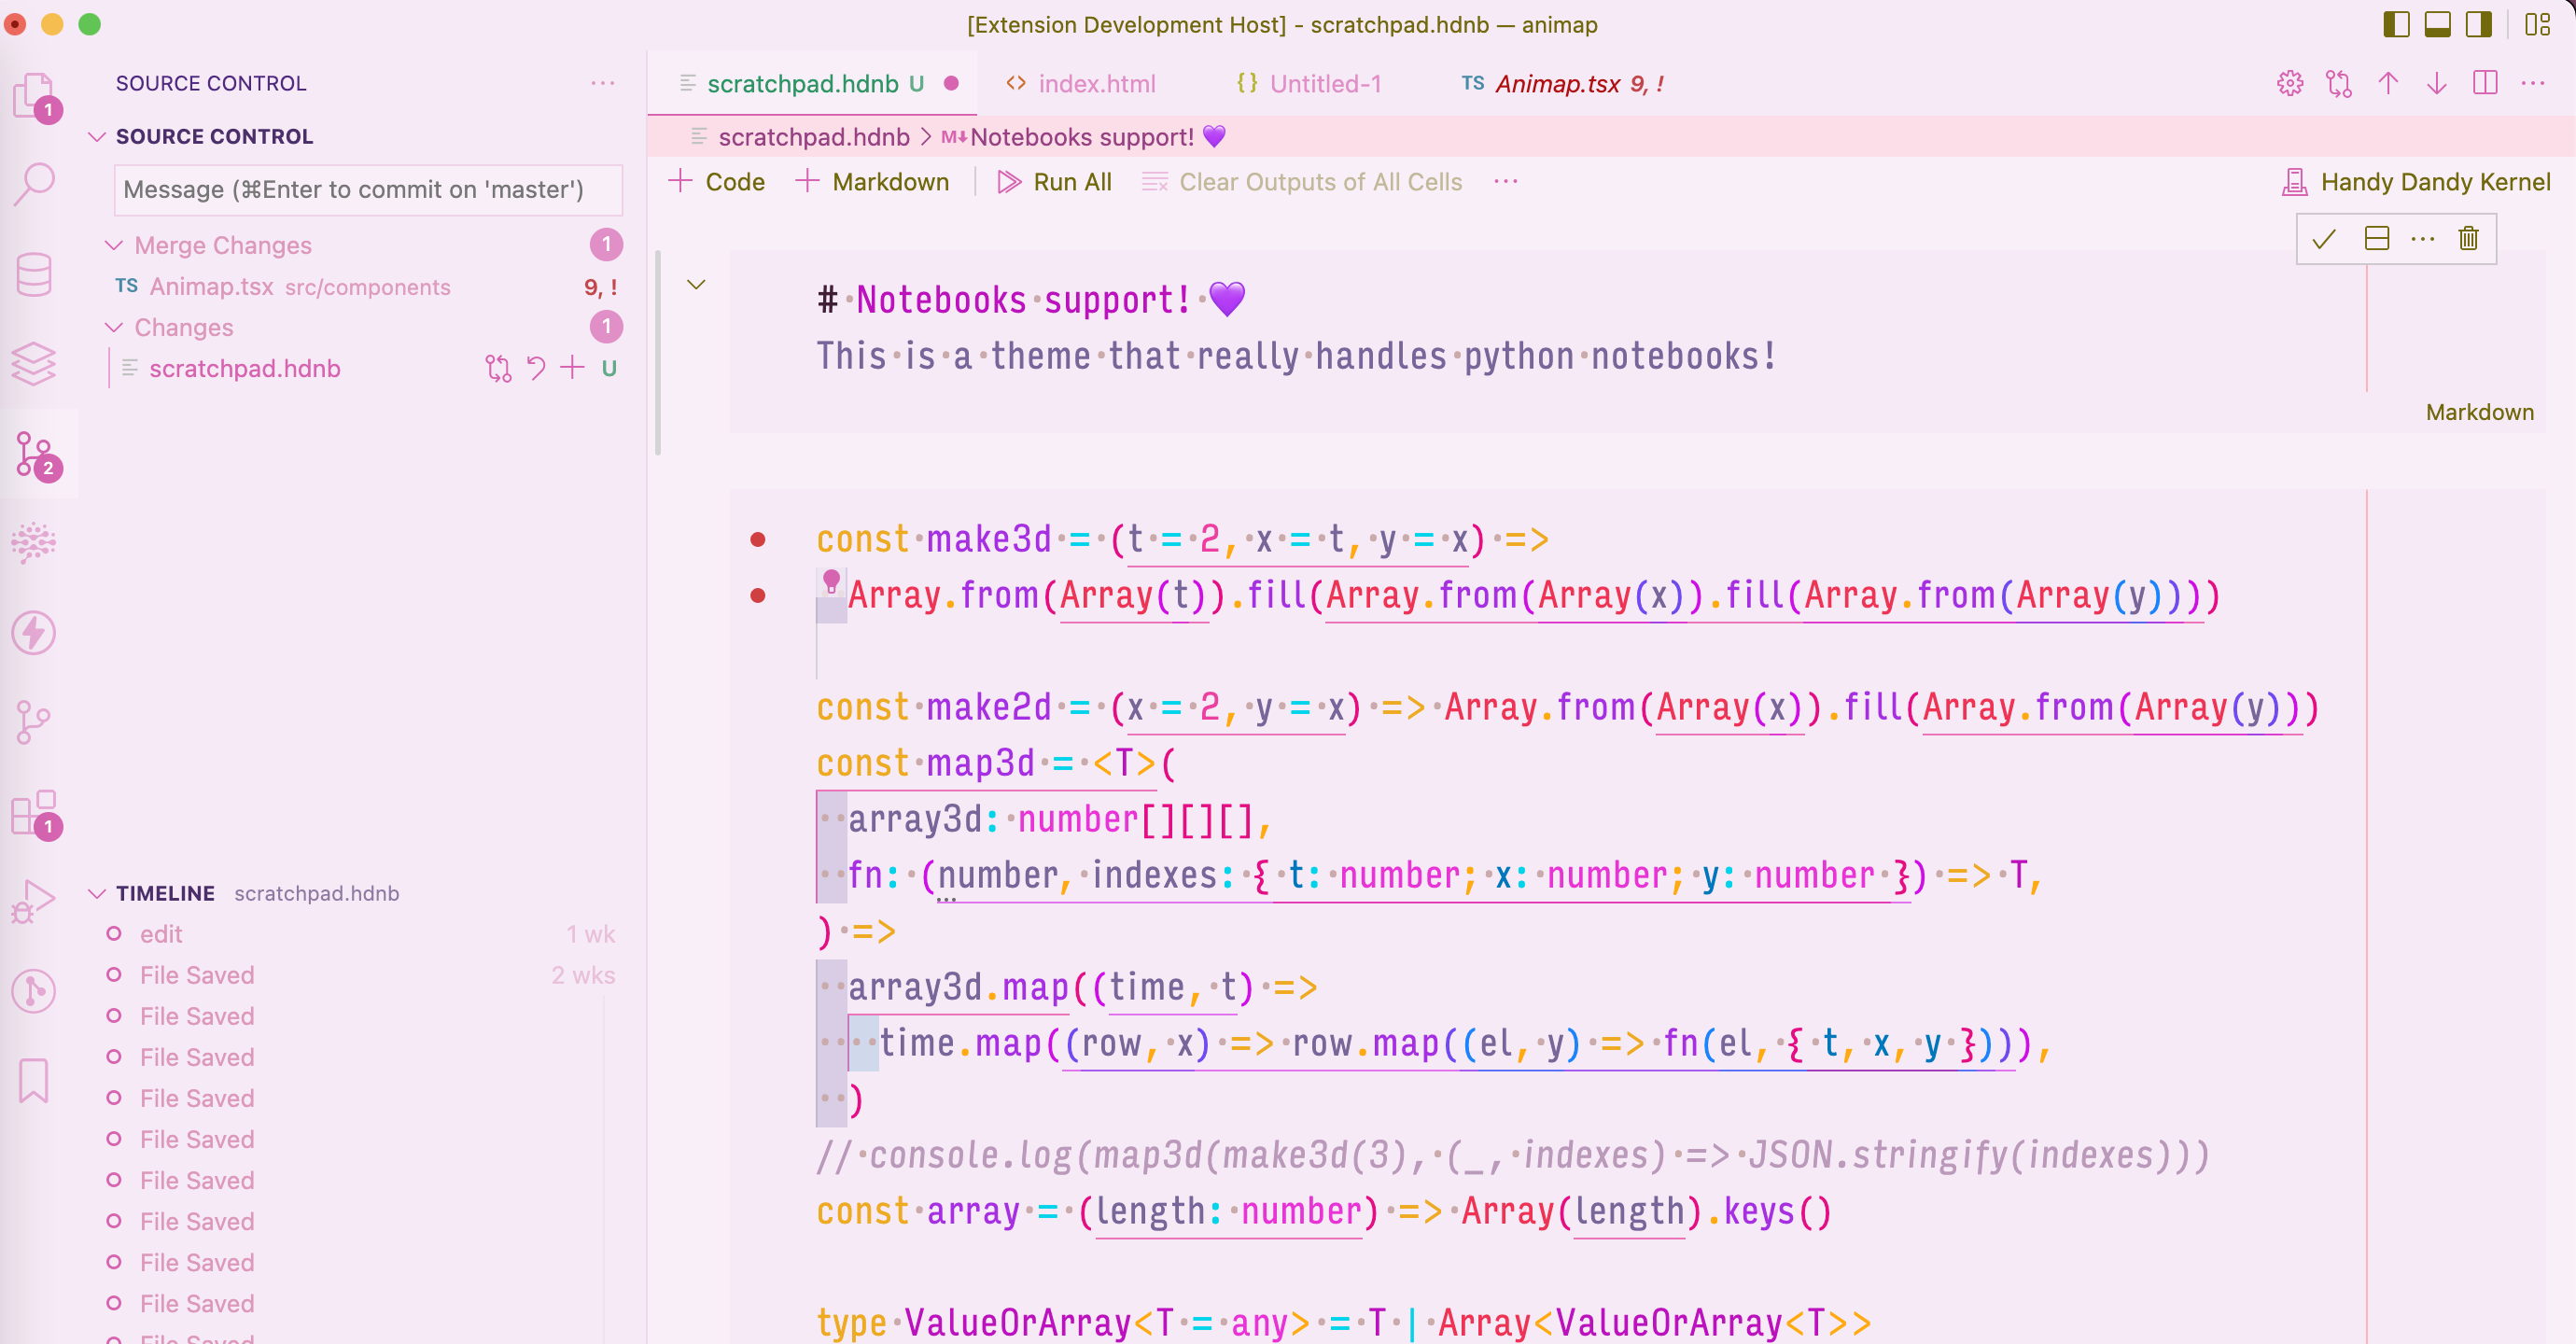 [Extension Development Host] - scratchpad.hdnb — animap
SOURCE CONTROL
SOURCE CONTROL
Message (⌘Enter to commit on 'master')
Merge Changes 1
TS Animap.tsx src/components 9, !
Changes 1
scratchpad.hdnb U
1
2
1
TIMELINE scratchpad.hdnb
edit 1 wk
File Saved 2 wks
File Saved
File Saved
File Saved
File Saved
File Saved
File Saved
File Saved
File Saved
scratchpad.hdnb U
<> index.html
{} Untitled-1
TS Animap.tsx 9, !
scratchpad.hdnb > M↓Notebooks support! 💜
+ Code + Markdown Run All Clear Outputs of All Cells ···
Handy Dandy Kernel
# Notebooks support! 💜
This is a theme that really handles python notebooks!
Markdown
const make3d = (t = 2, x = t, y = x) =>
  Array.from(Array(t)).fill(Array.from(Array(x)).fill(Array.from(Array(y))))
const make2d = (x = 2, y = x) => Array.from(Array(x)).fill(Array.from(Array(y)))
const map3d = <T>(
  array3d: number[][][],
  fn: (number, indexes: { t: number; x: number; y: number }) => T,
) =>
  array3d.map((time, t) =>
    time.map((row, x) => row.map((el, y) => fn(el, { t, x, y }))),
  )
// console.log(map3d(make3d(3), (_, indexes) => JSON.stringify(indexes)))
const array = (length: number) => Array(length).keys()
type ValueOrArray<T = any> = T | Array<ValueOrArray<T>>